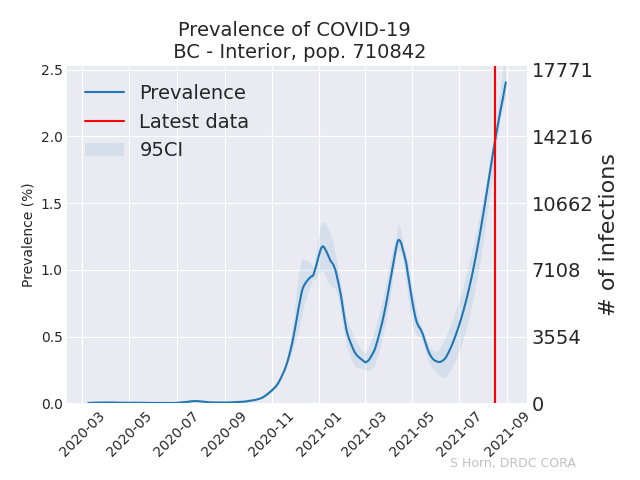 Prevalence of COVID-19
BC - Interior, pop. 710842
Prevalence
Latest data
95CI
Prevalence (%)
2.5
2.0
1.5
1.0
0.5
0.0
17771
14216
10662
7108
3554
0
# of infections
2020-03
2020-05
2020-07
2020-09
2020-11
2021-01
2021-03
2021-05
2021-07
2021-09
S Horn, DRDC CORA